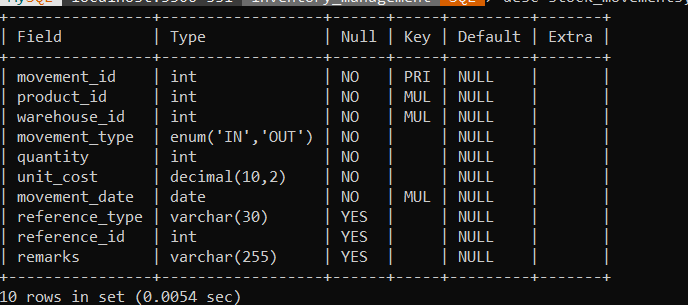 +----------------+------------------+------+-----+---------+-------+
| Field          | Type             | Null | Key | Default | Extra |
+----------------+------------------+------+-----+---------+-------+
| movement_id    | int              | NO   | PRI | NULL    |       |
| product_id     | int              | NO   | MUL | NULL    |       |
| warehouse_id   | int              | NO   | MUL | NULL    |       |
| movement_type  | enum('IN','OUT') | NO   |     | NULL    |       |
| quantity       | int              | NO   |     | NULL    |       |
| unit_cost      | decimal(10,2)    | NO   |     | NULL    |       |
| movement_date  | date             | NO   | MUL | NULL    |       |
| reference_type | varchar(30)      | YES  |     | NULL    |       |
| reference_id   | int              | YES  |     | NULL    |       |
| remarks        | varchar(255)     | YES  |     | NULL    |       |
+----------------+------------------+------+-----+---------+-------+
10 rows in set (0.0054 sec)